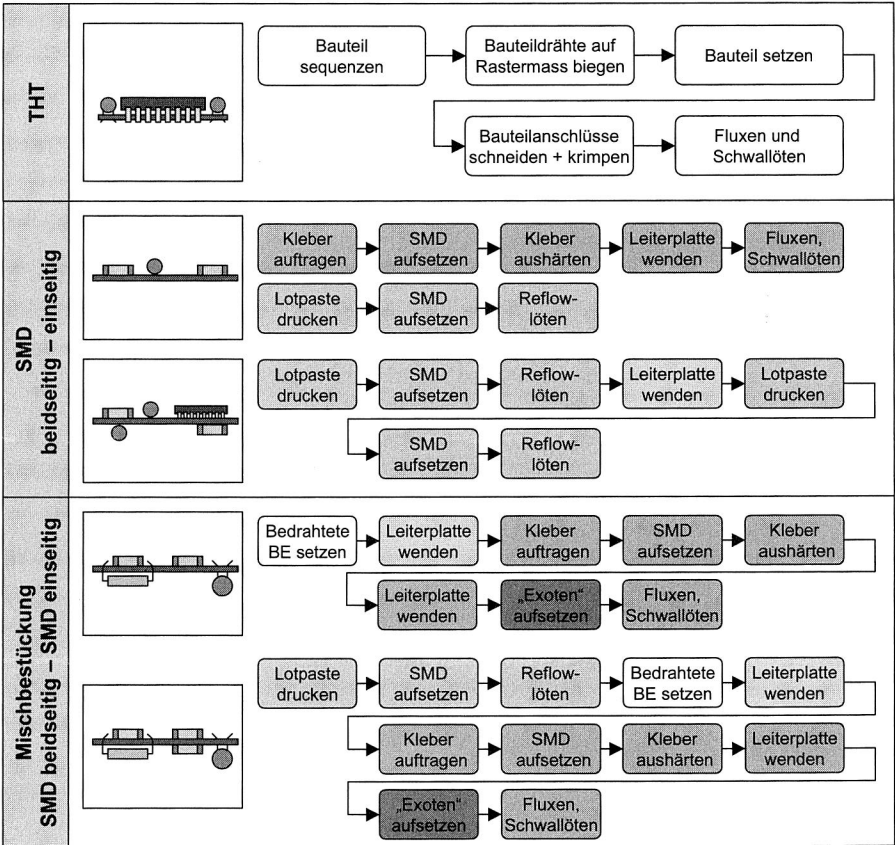 THT
Bauteil
sequenzen
Bauteildrähte auf
Rastermass biegen
Bauteil setzen
Bauteilanschlüsse
schneiden + krimpen
Fluxen und
Schwallöten
SMD
beidseitig – einseitig
Kleber
auftragen
SMD
aufsetzen
Kleber
aushärten
Leiterplatte
wenden
Fluxen,
Schwallöten
Lotpaste
drucken
SMD
aufsetzen
Reflow-
löten
Lotpaste
drucken
SMD
aufsetzen
Reflow-
löten
Leiterplatte
wenden
Lotpaste
drucken
SMD
aufsetzen
Reflow-
löten
Mischbestückung
SMD beidseitig – SMD einseitig
Bedrahtete
BE setzen
Leiterplatte
wenden
Kleber
auftragen
SMD
aufsetzen
Kleber
aushärten
Leiterplatte
wenden
„Exoten“
aufsetzen
Fluxen,
Schwallöten
Lotpaste
drucken
SMD
aufsetzen
Reflow-
löten
Bedrahtete
BE setzen
Leiterplatte
wenden
Kleber
auftragen
SMD
aufsetzen
Kleber
aushärten
Leiterplatte
wenden
„Exoten“
aufsetzen
Fluxen,
Schwallöten